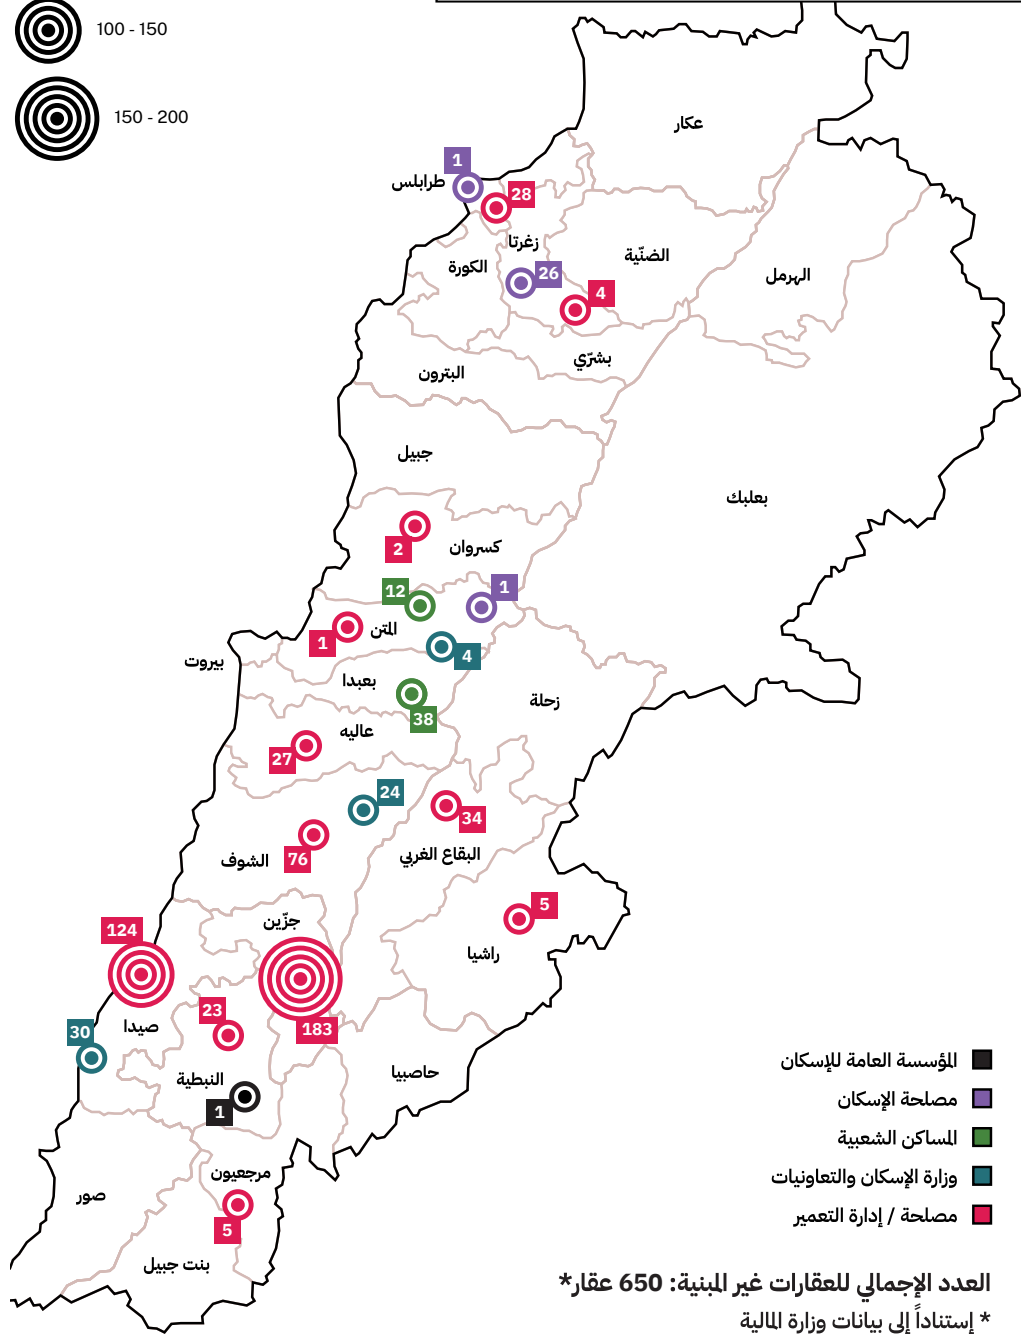 100 - 150
150 - 200
عكار
1
طرابلس
28
زغرتا
الضنّية
الكورة
26
الهرمل
4
بشرّي
البترون
جبيل
بعلبك
2
كسروان
12
1
المتن
1
4
بيروت
بعبدا
زحلة
38
عاليه
27
24
34
76
البقاع الغربي
الشوف
5
جزّين
124
راشيا
23
183
صيدا
30
حاصبيا
النبطية
1
مرجعيون
صور
5
بنت جبيل
المؤسسة العامة للإسكان
مصلحة الإسكان
المساكن الشعبية
وزارة الإسكان والتعاونيات
مصلحة / إدارة التعمير
العدد الإجمالي للعقارات غير المبنية: 650 عقار*
* إستناداً إلى بيانات وزارة المالية